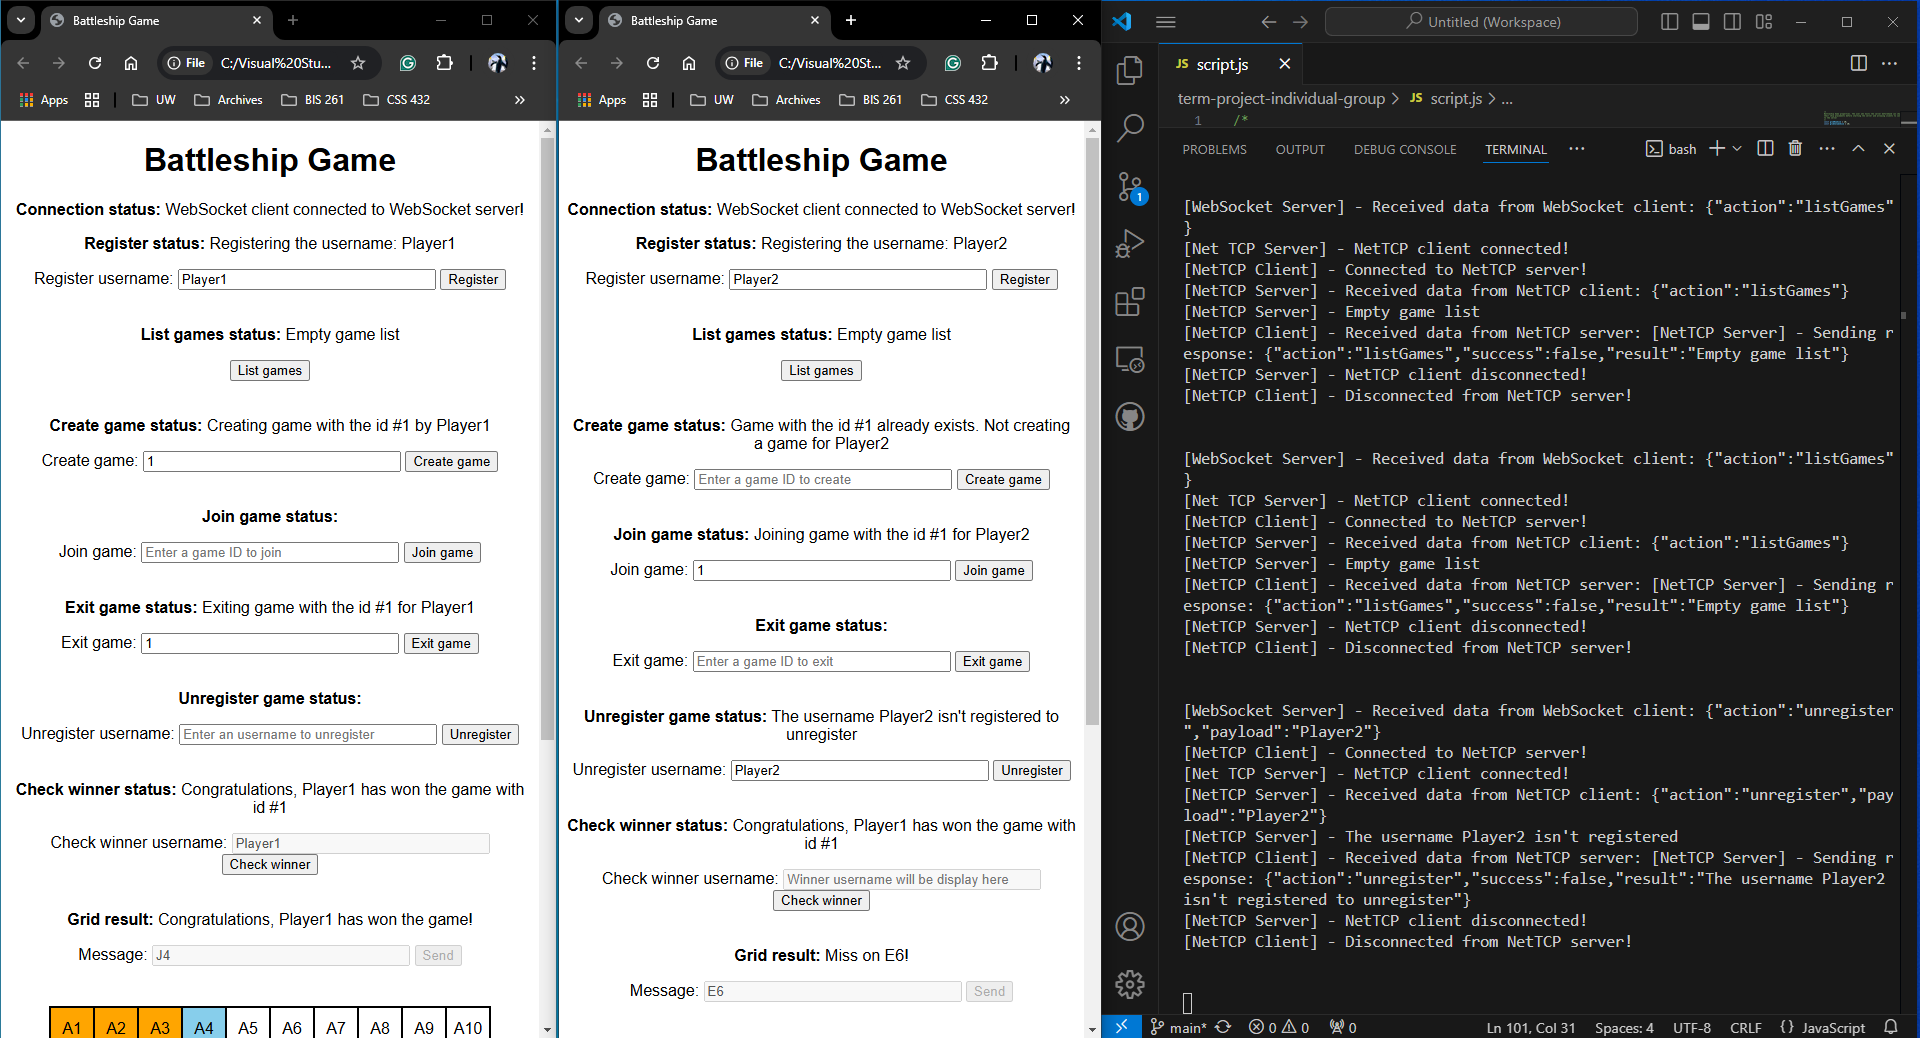 Battleship Game
File
C:/Visual%20Stu...
Apps
UW
Archives
BIS 261
CSS 432
Battleship Game
Connection status: WebSocket client connected to WebSocket server!
Register status: Registering the username: Player1
Register username: Player1 Register
List games status: Empty game list
List games
Create game status: Creating game with the id #1 by Player1
Create game: 1 Create game
Join game status:
Join game: Enter a game ID to join Join game
Exit game status: Exiting game with the id #1 for Player1
Exit game: 1 Exit game
Unregister game status:
Unregister username: Enter an username to unregister Unregister
Check winner status: Congratulations, Player1 has won the game with
id #1
Check winner username: Player1
Check winner
Grid result: Congratulations, Player1 has won the game!
Message: J4 Send
A1 A2 A3 A4 A5 A6 A7 A8 A9 A10
Battleship Game
File
C:/Visual%20St...
Apps
UW
Archives
BIS 261
CSS 432
Battleship Game
Connection status: WebSocket client connected to WebSocket server!
Register status: Registering the username: Player2
Register username: Player2 Register
List games status: Empty game list
List games
Create game status: Game with the id #1 already exists. Not creating
a game for Player2
Create game: Enter a game ID to create Create game
Join game status: Joining game with the id #1 for Player2
Join game: 1 Join game
Exit game status:
Exit game: Enter a game ID to exit Exit game
Unregister game status: The username Player2 isn't registered to
unregister
Unregister username: Player2 Unregister
Check winner status: Congratulations, Player1 has won the game with
id #1
Check winner username: Winner username will be display here
Check winner
Grid result: Miss on E6!
Message: E6 Send
Untitled (Workspace)
JS script.js
term-project-individual-group > JS script.js > ...
1 /*
PROBLEMS OUTPUT DEBUG CONSOLE TERMINAL ... bash
[WebSocket Server] - Received data from WebSocket client: {"action":"listGames"
}
[Net TCP Server] - NetTCP client connected!
[NetTCP Client] - Connected to NetTCP server!
[NetTCP Server] - Received data from NetTCP client: {"action":"listGames"}
[NetTCP Server] - Empty game list
[NetTCP Client] - Received data from NetTCP server: [NetTCP Server] - Sending r
esponse: {"action":"listGames","success":false,"result":"Empty game list"}
[NetTCP Server] - NetTCP client disconnected!
[NetTCP Client] - Disconnected from NetTCP server!
[WebSocket Server] - Received data from WebSocket client: {"action":"listGames"
}
[Net TCP Server] - NetTCP client connected!
[NetTCP Client] - Connected to NetTCP server!
[NetTCP Server] - Received data from NetTCP client: {"action":"listGames"}
[NetTCP Server] - Empty game list
[NetTCP Client] - Received data from NetTCP server: [NetTCP Server] - Sending r
esponse: {"action":"listGames","success":false,"result":"Empty game list"}
[NetTCP Server] - NetTCP client disconnected!
[NetTCP Client] - Disconnected from NetTCP server!
[WebSocket Server] - Received data from WebSocket client: {"action":"unregister
","payload":"Player2"}
[NetTCP Client] - Connected to NetTCP server!
[Net TCP Server] - NetTCP client connected!
[NetTCP Server] - Received data from NetTCP client: {"action":"unregister","pay
load":"Player2"}
[NetTCP Server] - The username Player2 isn't registered
[NetTCP Client] - Received data from NetTCP server: [NetTCP Server] - Sending r
esponse: {"action":"unregister","success":false,"result":"The username Player2
isn't registered to unregister"}
[NetTCP Server] - NetTCP client disconnected!
[NetTCP Client] - Disconnected from NetTCP server!
1
main* 0 0 0 Ln 101, Col 31 Spaces: 4 UTF-8 CRLF {} JavaScript